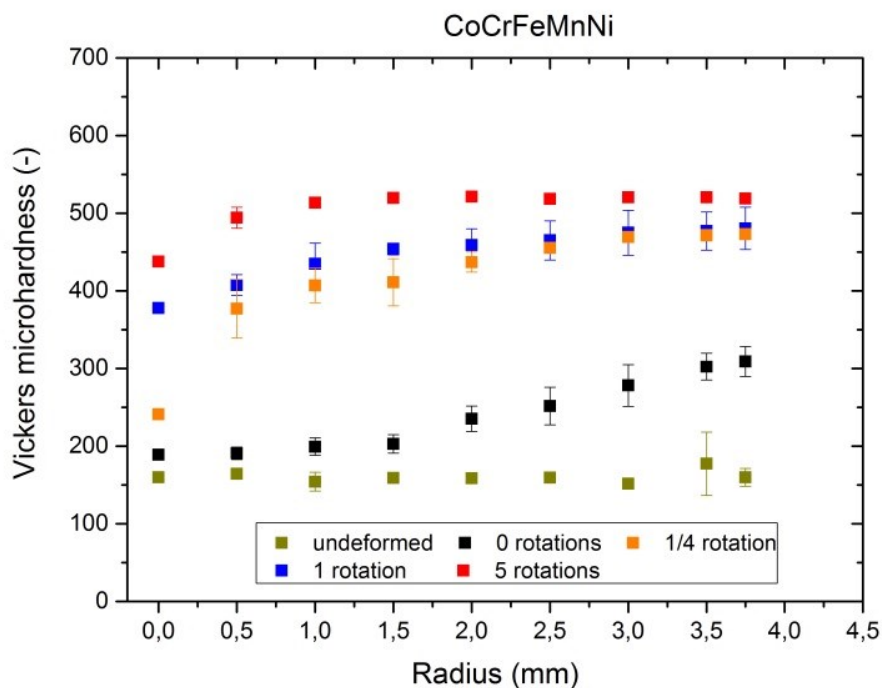 CoCrFeMnNi
Vickers microhardness (-)
700
600
500
400
300
200
100
0
undeformed 0 rotations 1/4 rotation
1 rotation 5 rotations
0,0 0,5 1,0 1,5 2,0 2,5 3,0 3,5 4,0 4,5
Radius (mm)